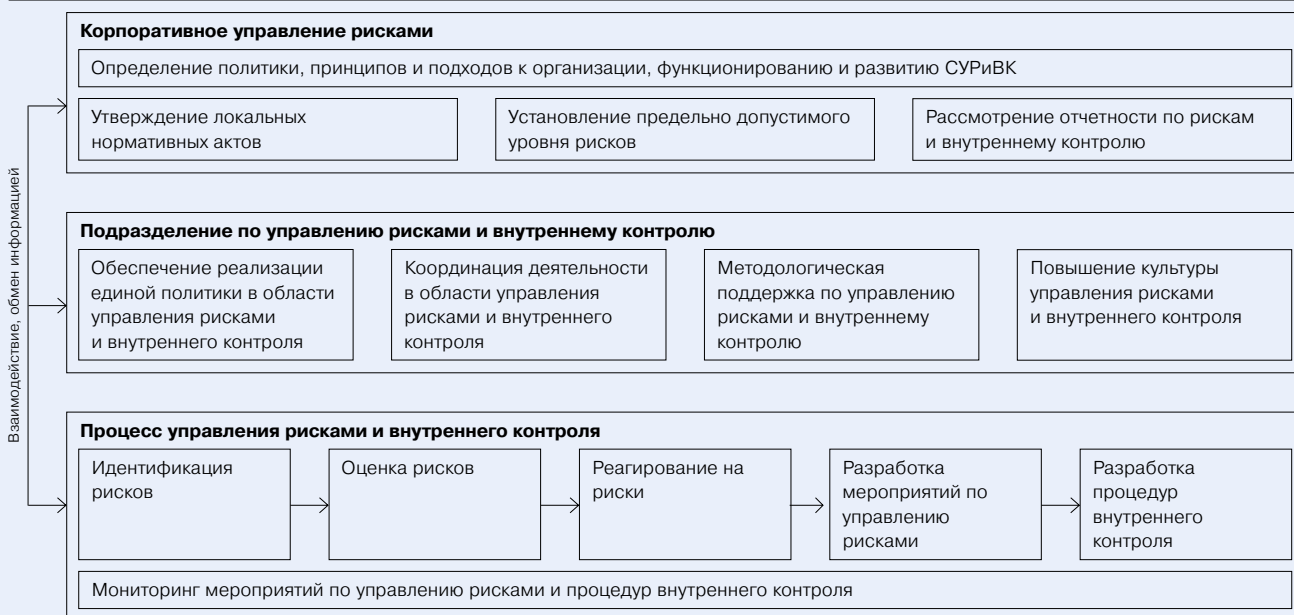 Корпоративное управление рисками
Определение политики, принципов и подходов к организации, функционированию и развитию СУРиВК
Утверждение локальных
нормативных актов
Установление предельно допустимого
уровня рисков
Рассмотрение отчетности по рискам
и внутреннему контролю
Взаимодействие, обмен информацией
Подразделение по управлению рисками и внутреннему контролю
Обеспечение реализации
единой политики в области
управления рисками
и внутреннего контроля
Координация деятельности
в области управления
рисками и внутреннего
контроля
Методологическая
поддержка по управлению
рисками и внутреннему
контролю
Повышение культуры
управления рисками
и внутреннего контроля
Процесс управления рисками и внутреннего контроля
Идентификация
рисков
Оценка рисков
Реагирование на
риски
Разработка
мероприятий по
управлению
рисками
Разработка
процедур
внутреннего
контроля
Мониторинг мероприятий по управлению рисками и процедур внутреннего контроля